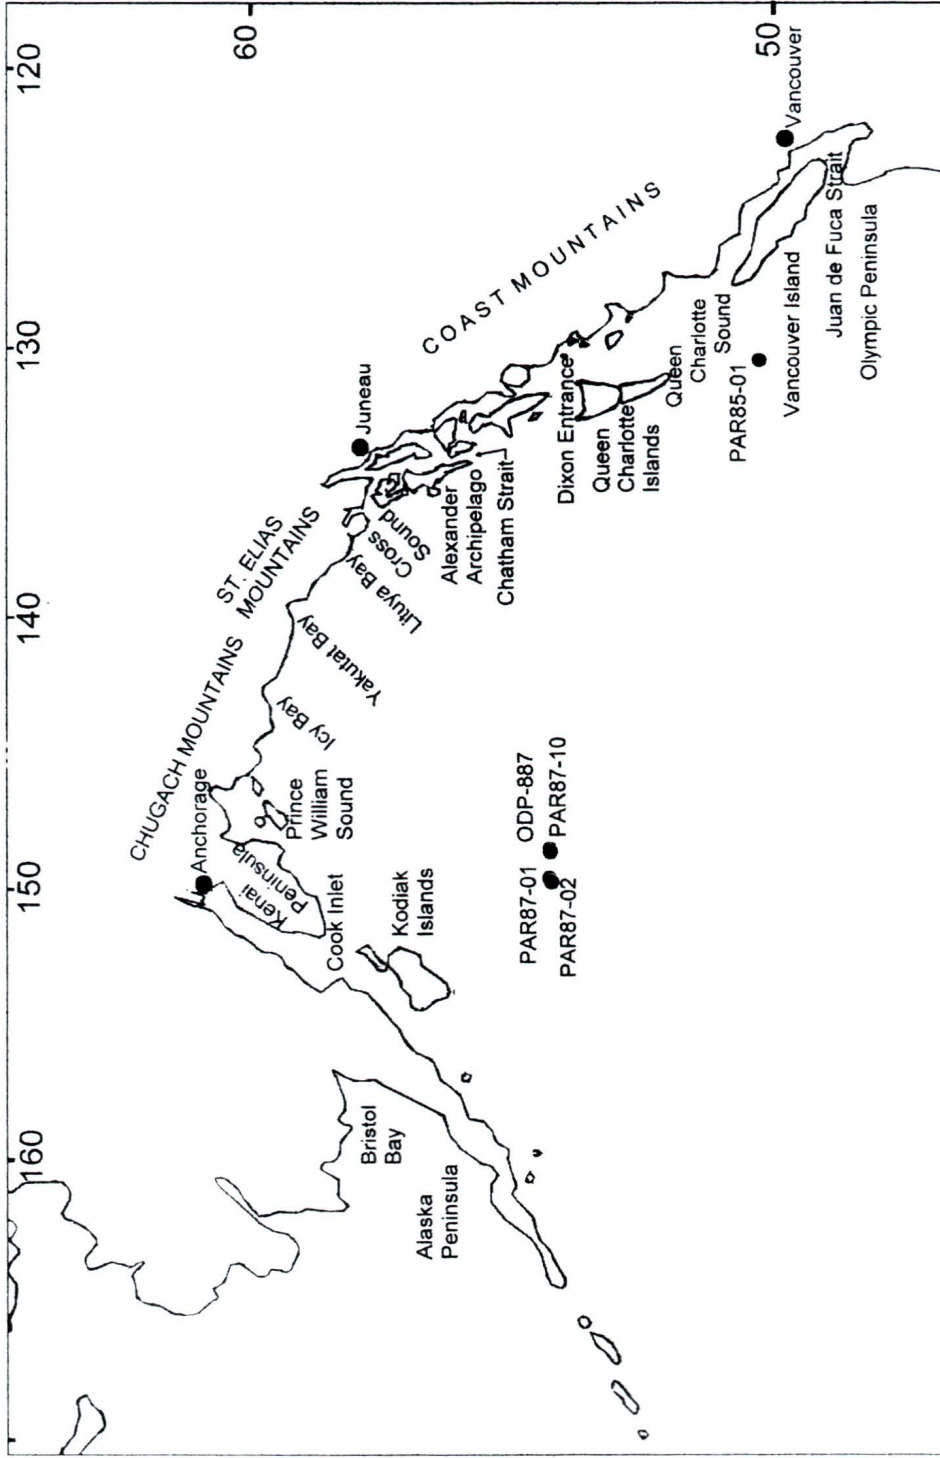 120
130
140
150
160
60
50
CHUGACH MOUNTAINS
ST. ELIAS
MOUNTAINS
COAST MOUNTAINS
Anchorage
Juneau
Vancouver
Kenai
Peninsula
Prince
William
Sound
Icy Bay
Yakutat Bay
Lituya Bay
Cross
Sound
Alexander
Archipelago
Chatham Strait
Dixon Entrance
Queen
Charlotte
Islands
Queen
Charlotte
Sound
PAR85-01
Vancouver Island
Juan de Fuca Strait
Olympic Peninsula
Cook Inlet
Kodiak
Islands
Bristol
Bay
Alaska
Peninsula
PAR87-01
PAR87-02
ODP-887
PAR87-10